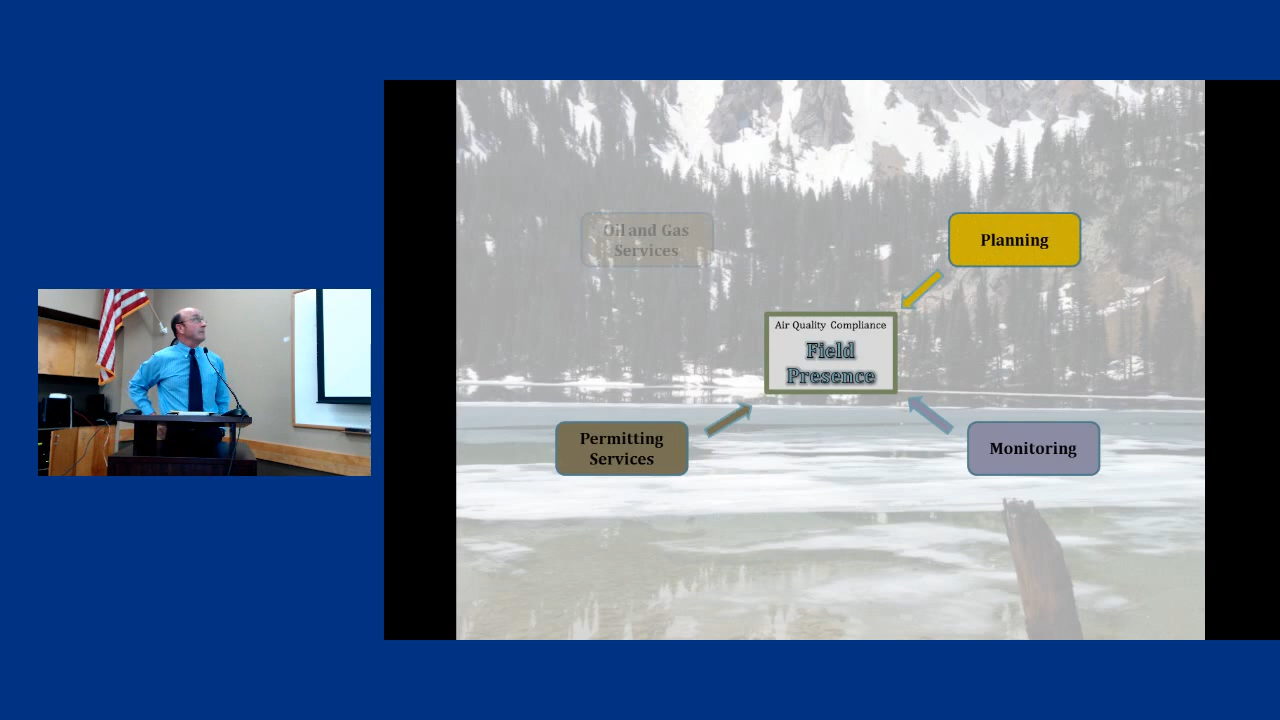 Oil and Gas
Services
Planning
Air Quality Compliance
Field
Presence
Permitting
Services
Monitoring